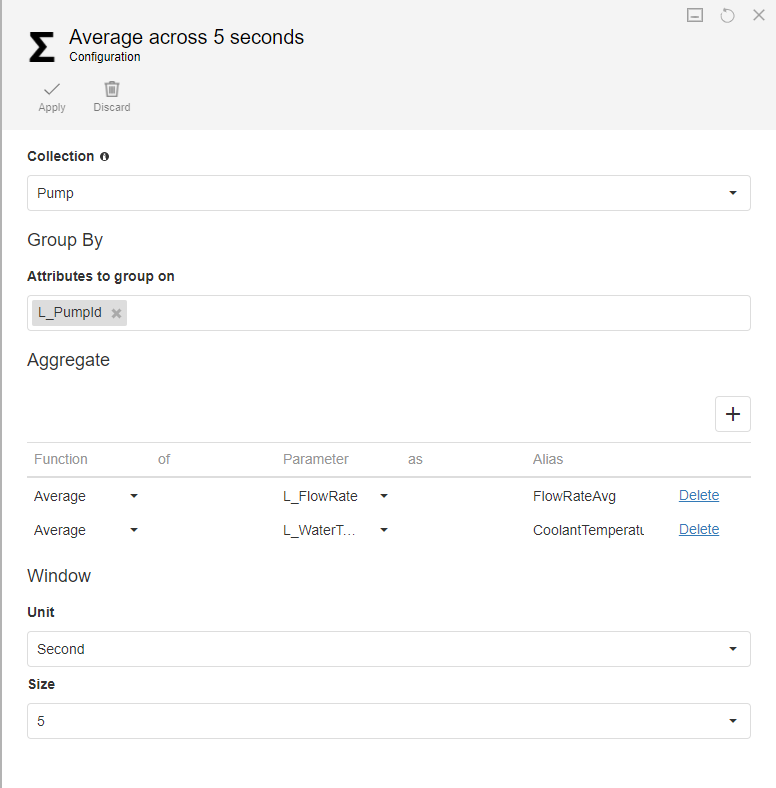 Average across 5 seconds
Configuration
Apply Discard
Collection
Pump
Group By
Attributes to group on
L_PumpId
Aggregate
Function of Parameter as Alias
Average L_FlowRate FlowRateAvg Delete
Average L_WaterT... CoolantTemperatu Delete
Window
Unit
Second
Size
5